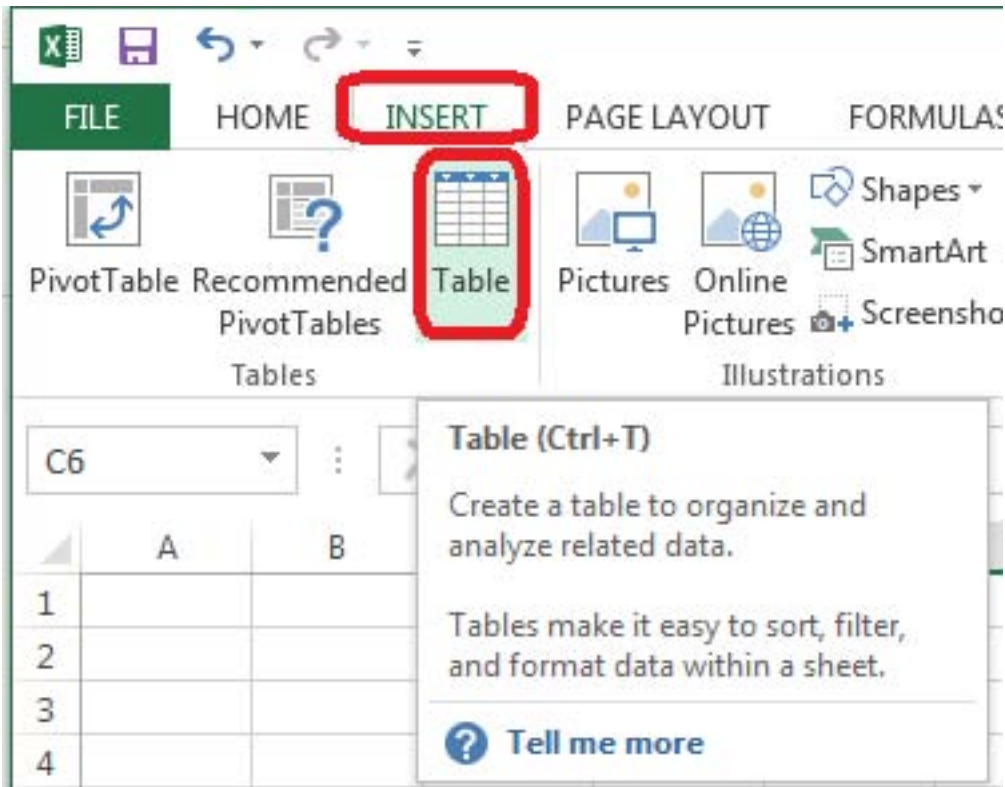 FILE HOME INSERT PAGE LAYOUT FORMULAS
PivotTable Recommended PivotTables Table Pictures Online Pictures
Shapes
SmartArt
Tables Illustrations
C6
Table (Ctrl+T)
Create a table to organize and
analyze related data.
Tables make it easy to sort, filter,
and format data within a sheet.
Tell me more
A B
1
2
3
4